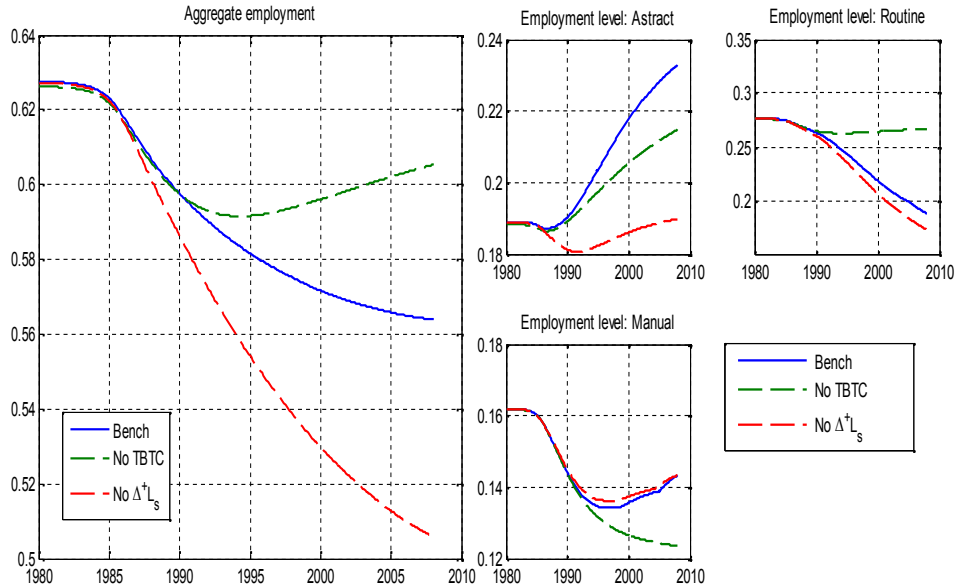 Aggregate employment
0.64
0.62
0.6
0.58
0.56
0.54
0.52
0.5
1980 1985 1990 1995 2000 2005 2010
Bench
No TBTC
No Δ⁺Lₛ
Employment level: Astract
0.24
0.22
0.2
0.18
1980 1990 2000 2010
Employment level: Routine
0.35
0.3
0.25
0.2
1980 1990 2000 2010
Employment level: Manual
0.18
0.16
0.14
0.12
1980 1990 2000 2010
Bench
No TBTC
No Δ⁺Lₛ